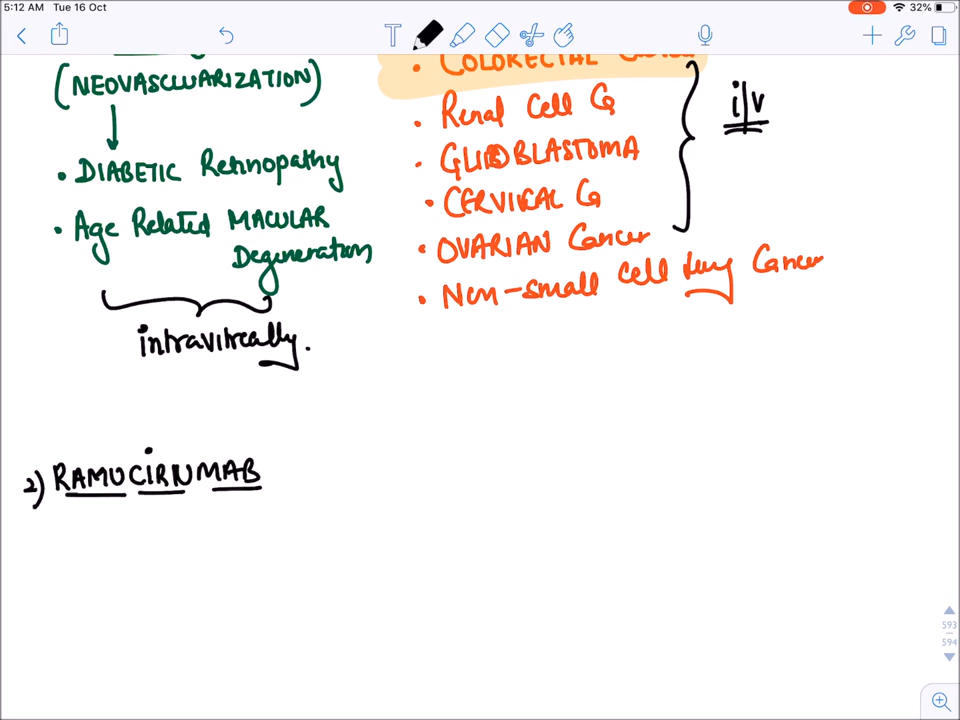 5:12 AM Tue 16 Oct
32%
T
(NEOVASCULARIZATION)
• DIABETIC Retinopathy
• Age Related MACULAR
Degeneration
intravitreally.
• COLORECTAL
• Renal Cell Ca
• GLIOBLASTOMA
• CERVICAL Ca
• OVARIAN Cancer
• Non-small cell lung Cancer
i|v
2) RAMUCIRUMAB
593
594